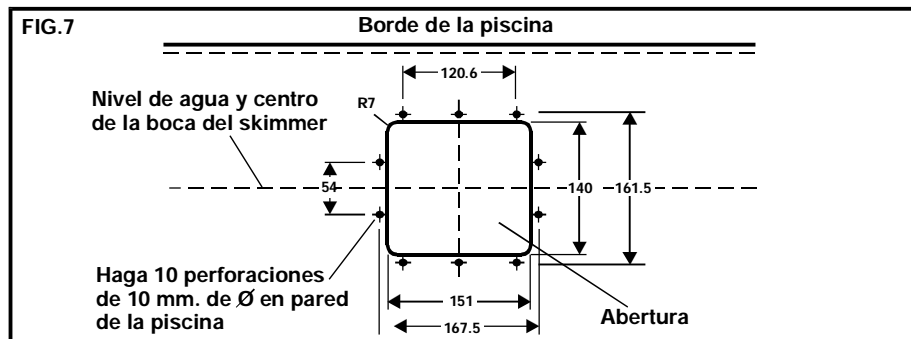 FIG.7
Borde de la piscina
120.6
R7
Nivel de agua y centro
de la boca del skimmer
54
140
161.5
Haga 10 perforaciones
de 10 mm. de Ø en pared
de la piscina
151
167.5
Abertura